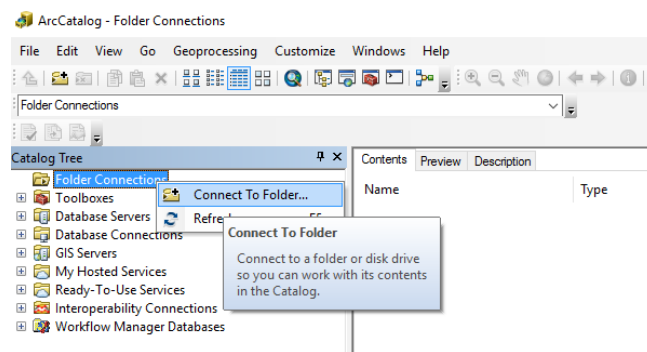 ArcCatalog - Folder Connections
File Edit View Go Geoprocessing Customize Windows Help
Folder Connections
Catalog Tree
Contents Preview Description
Folder Connections
Connect To Folder...
Name Type
Toolboxes
Database Servers
F5
Database Connections
Connect To Folder
GIS Servers
Connect to a folder or disk drive
My Hosted Services
so you can work with its contents
Ready-To-Use Services
in the Catalog.
Interoperability Connections
Workflow Manager Databases